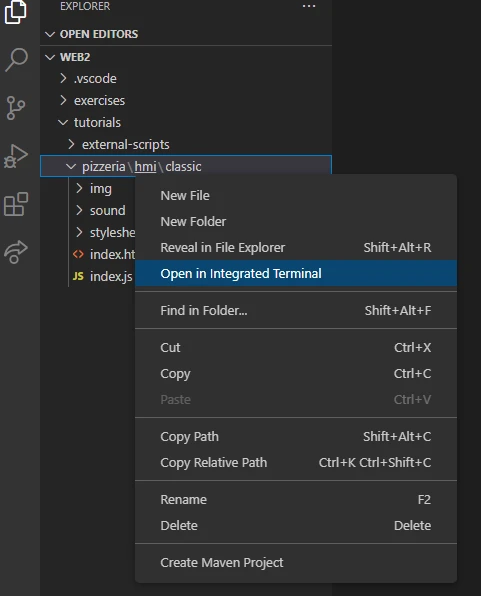 EXPLORER
OPEN EDITORS
WEB2
.vscode
exercises
tutorials
external-scripts
pizzeria\hmi\classic
img
sound
styleshe
index.ht
JS index.js
New File
New Folder
Reveal in File Explorer Shift+Alt+R
Open in Integrated Terminal
Find in Folder... Shift+Alt+F
Cut Ctrl+X
Copy Ctrl+C
Paste Ctrl+V
Copy Path Shift+Alt+C
Copy Relative Path Ctrl+K Ctrl+Shift+C
Rename F2
Delete Delete
Create Maven Project